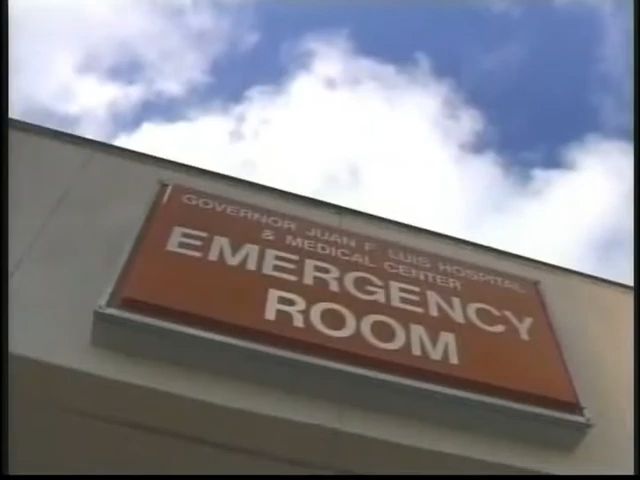 GOVERNOR JUAN F. LUIS HOSPITAL
& MEDICAL CENTER
EMERGENCY
ROOM